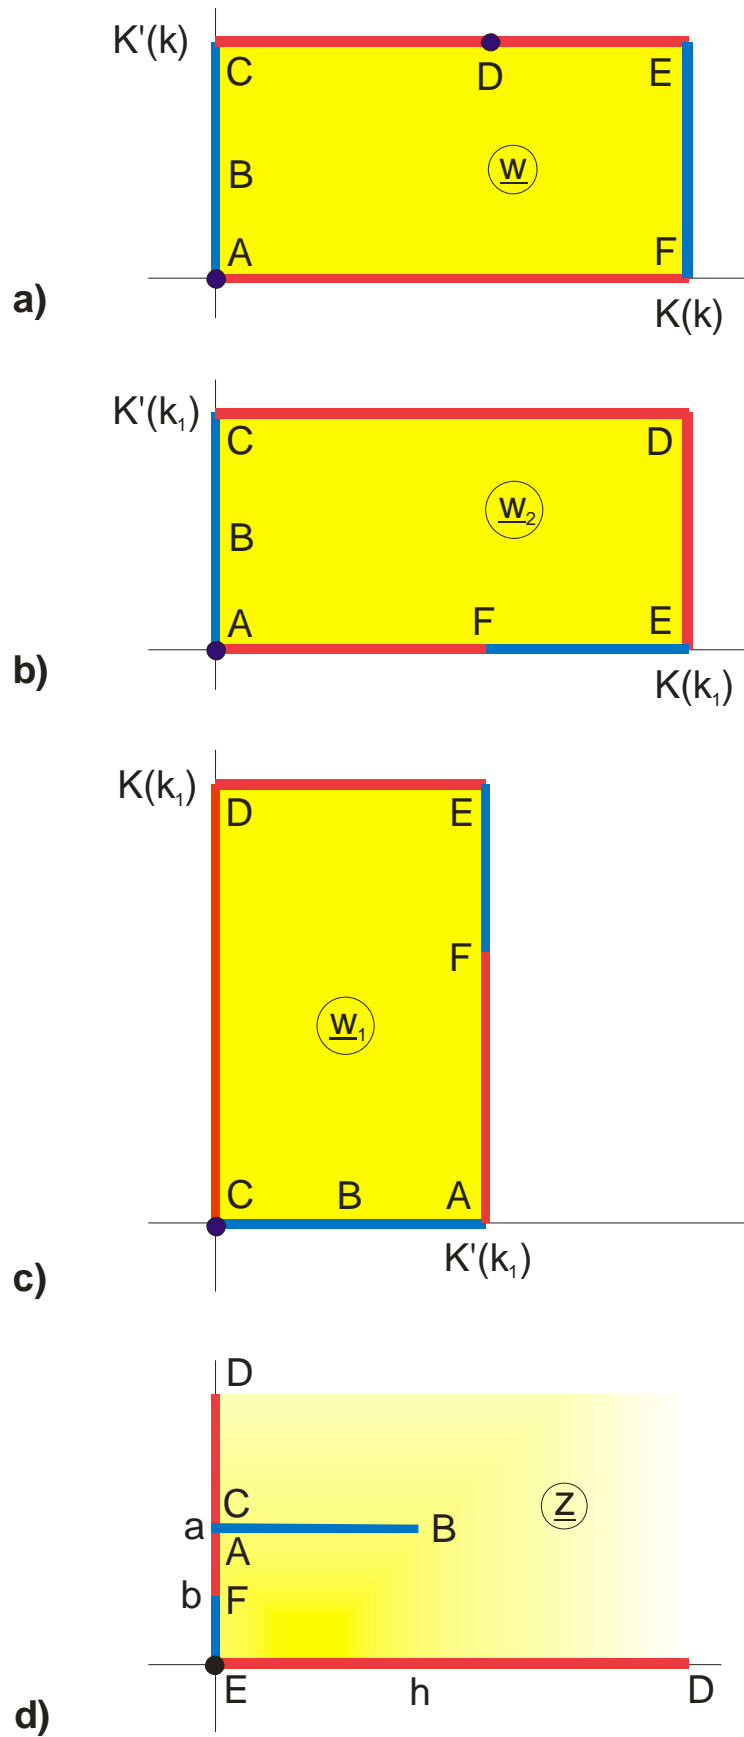 K'(k)
C
D
E
B
w
A
F
a)
K(k)
K'(k₁)
C
D
w₂
B
A
F
E
b)
K(k₁)
K(k₁)
D
E
F
w₁
C
B
A
K'(k₁)
c)
D
C
z
a
B
A
b
F
E
h
D
d)